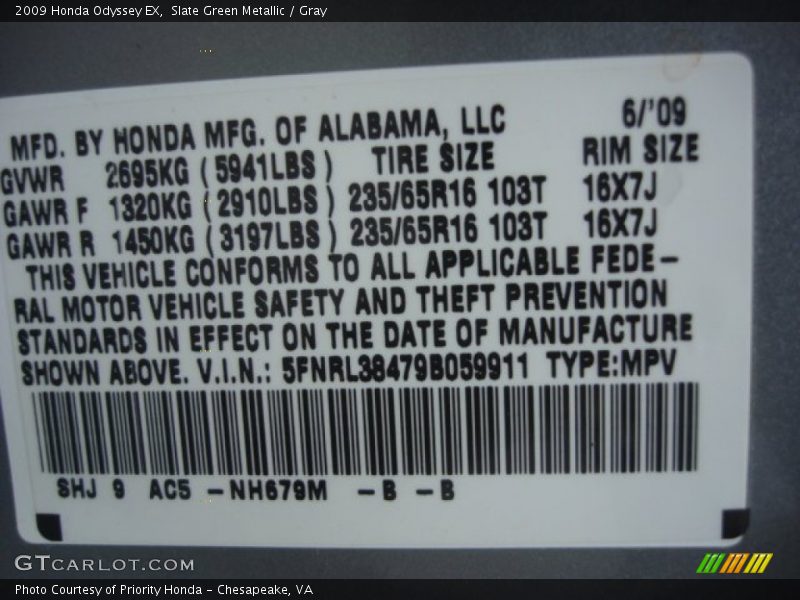 2009 Honda Odyssey EX, Slate Green Metallic / Gray
MFD. BY HONDA MFG. OF ALABAMA, LLC 6/'09
GVWR 2695KG (5941LBS) TIRE SIZE RIM SIZE
GAWR F 1320KG (2910LBS) 235/65R16 103T 16X7J
GAWR R 1450KG (3197LBS) 235/65R16 103T 16X7J
THIS VEHICLE CONFORMS TO ALL APPLICABLE FEDE-
RAL MOTOR VEHICLE SAFETY AND THEFT PREVENTION
STANDARDS IN EFFECT ON THE DATE OF MANUFACTURE
SHOWN ABOVE. V.I.N.: 5FNRL38479B059911 TYPE:MPV
SHJ 9 AC5 -NH679M -B -B
GTCARLOT.COM
Photo Courtesy of Priority Honda - Chesapeake, VA